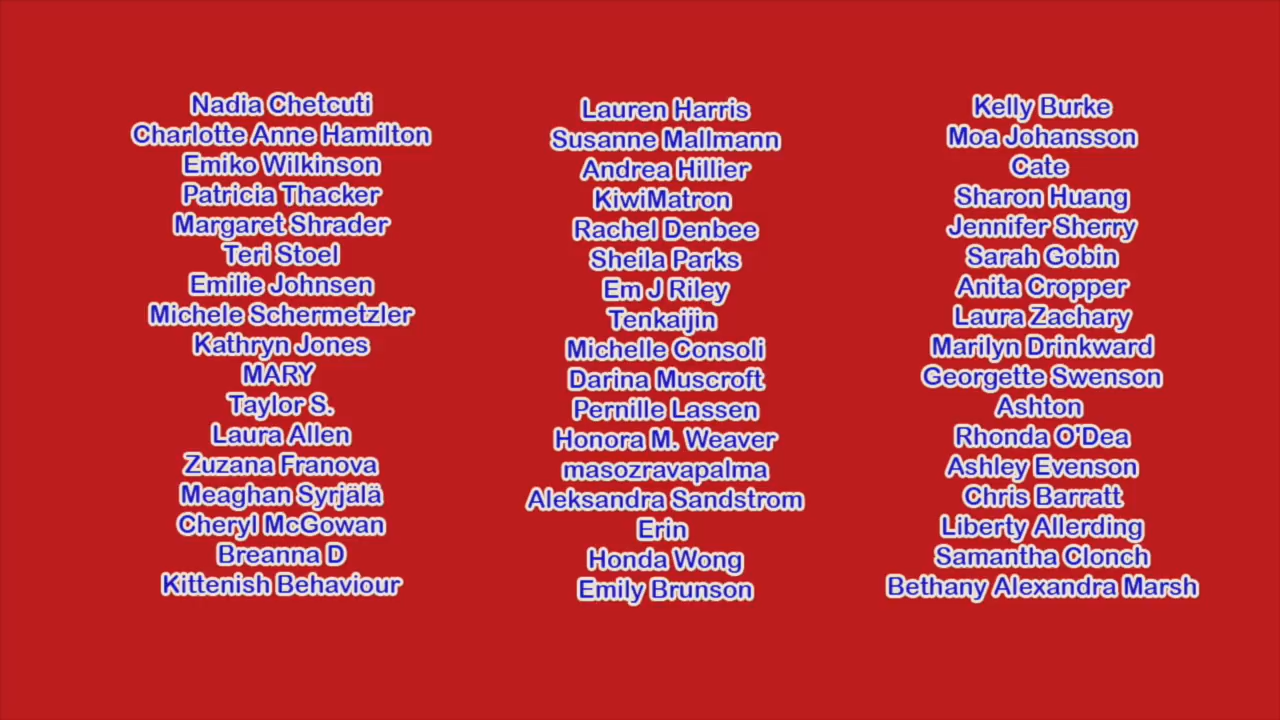 Nadia Chetcuti
Charlotte Anne Hamilton
Emiko Wilkinson
Patricia Thacker
Margaret Shrader
Teri Stoel
Emilie Johnsen
Michele Schermetzler
Kathryn Jones
MARY
Taylor S.
Laura Allen
Zuzana Franova
Meaghan Syrjälä
Cheryl McGowan
Breanna D
Kittenish Behaviour
Lauren Harris
Susanne Mallmann
Andrea Hillier
KiwiMatron
Rachel Denbee
Sheila Parks
Em J Riley
Tenkaijin
Michelle Consoli
Darina Muscroft
Pernille Lassen
Honora M. Weaver
masozravapalma
Aleksandra Sandstrom
Erin
Honda Wong
Emily Brunson
Kelly Burke
Moa Johansson
Cate
Sharon Huang
Jennifer Sherry
Sarah Gobin
Anita Cropper
Laura Zachary
Marilyn Drinkward
Georgette Swenson
Ashton
Rhonda O'Dea
Ashley Evenson
Chris Barratt
Liberty Allerding
Samantha Clonch
Bethany Alexandra Marsh